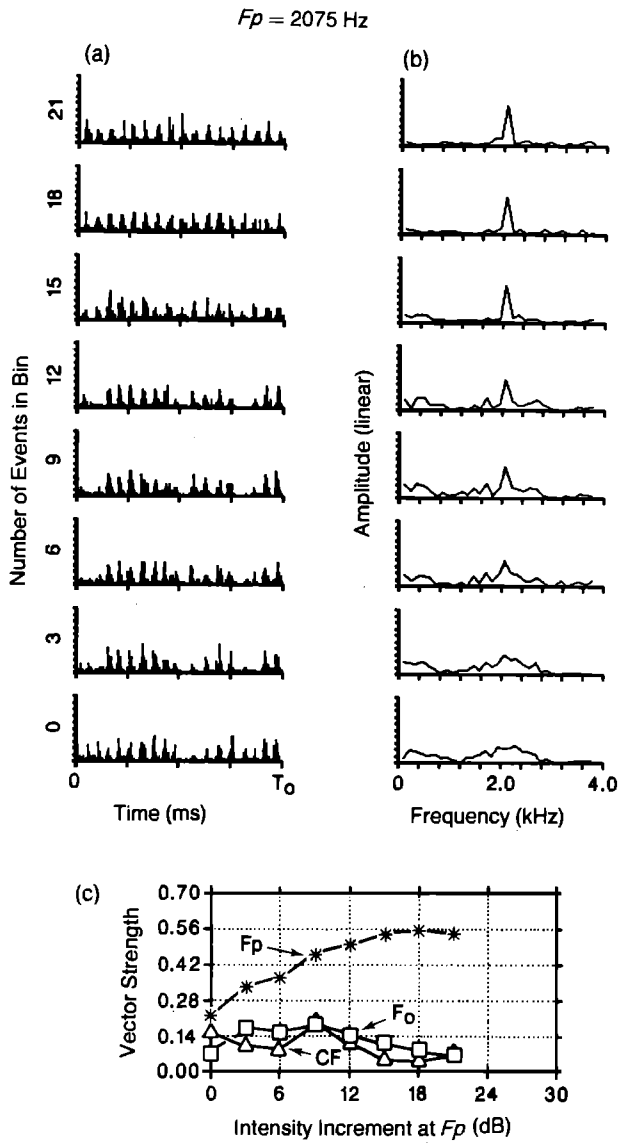 Fp = 2075 Hz
(a)
(b)
21
18
15
12
9
6
3
0
Number of Events in Bin
Amplitude (linear)
0
To
Time (ms)
0
2.0
4.0
Frequency (kHz)
(c)
0.70
0.56
0.42
0.28
0.14
0.00
Vector Strength
Fp
Fo
CF
0
6
12
18
24
30
Intensity Increment at Fp (dB)